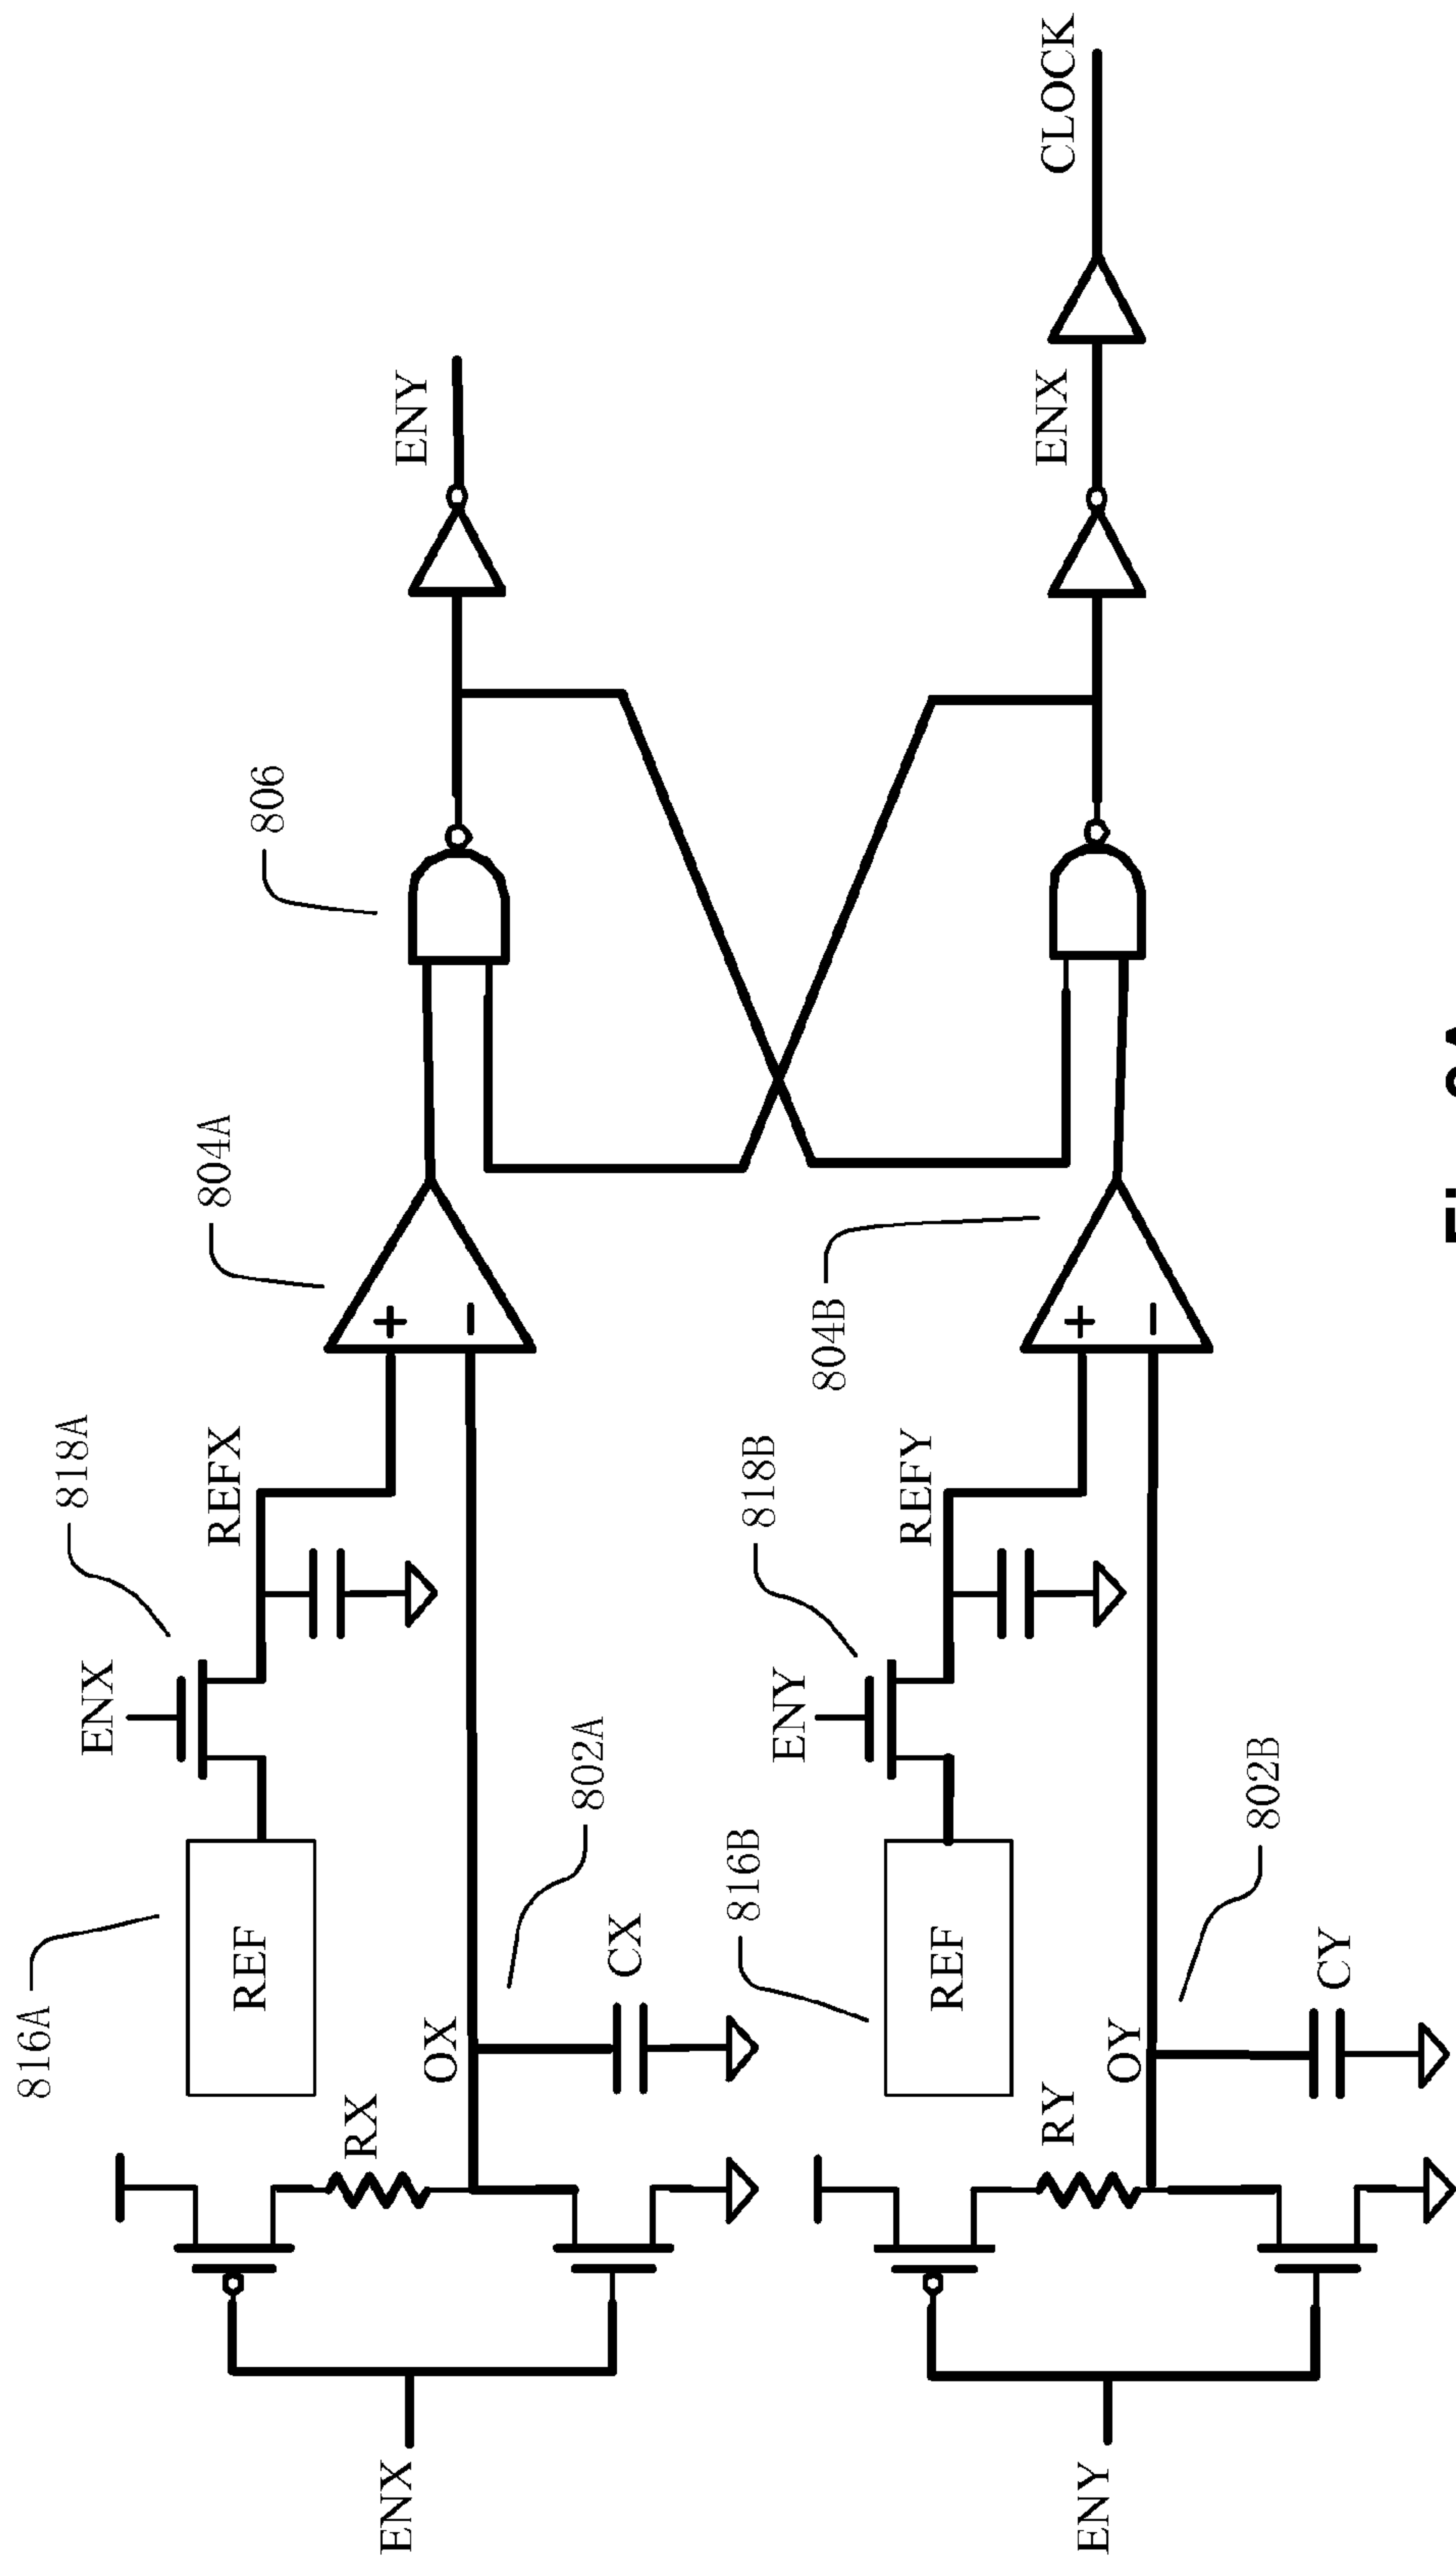 816A
818A
ENX
REFX
804A
REF
806
RX
ENX
ENY
OX
802A
CX
816B
818B
ENY
804B
REFY
REF
RY
ENX
CLOCK
ENY
OY
802B
CY